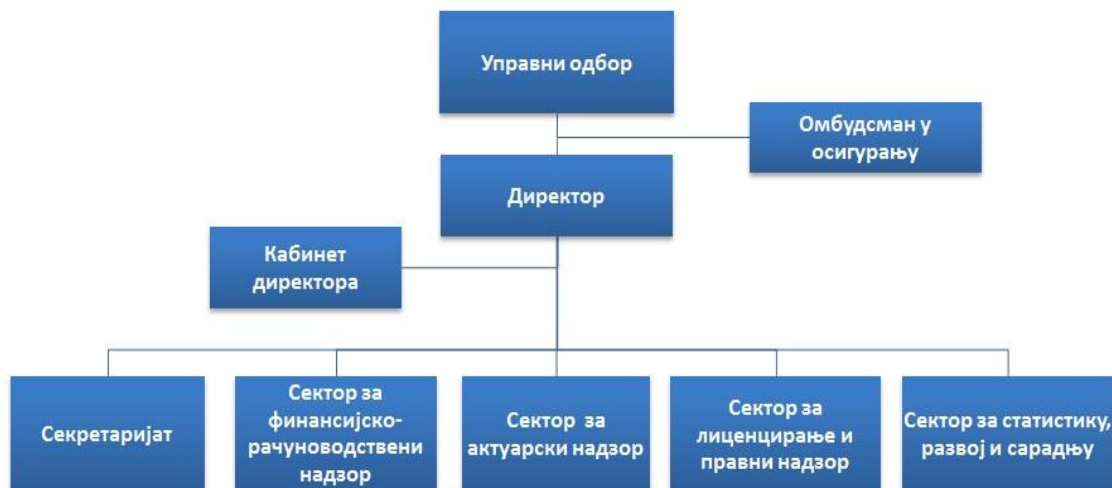 Управни одбор
Омбудсман у
осигурању
Директор
Кабинет
директора
Секретаријат
Сектор за
финансијско-
рачуноводствени
надзор
Сектор за
актуарски надзор
Сектор за
лиценцирање и
правни надзор
Сектор за статистику,
развој и сарадњу